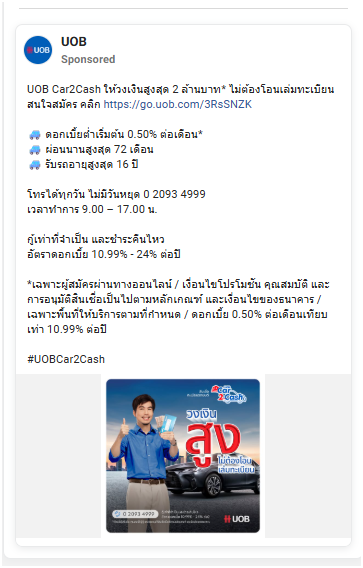 UOB
UOB
Sponsored
UOB Car2Cash ให้วงเงินสูงสุด 2 ล้านบาท* ไม่ต้องโอนเล่มทะเบียน
สนใจสมัคร คลิก https://go.uob.com/3RsSNZK
🚙 ดอกเบี้ยต่ำเริ่มต้น 0.50% ต่อเดือน*
🚙 ผ่อนนานสูงสุด 72 เดือน
🚙 รับรถอายุสูงสุด 16 ปี
โทรได้ทุกวัน ไม่มีวันหยุด 0 2093 4999
เวลาทำการ 9.00 – 17.00 น.
กู้เท่าที่จำเป็น และชำระคืนไหว
อัตราดอกเบี้ย 10.99% - 24% ต่อปี
*เฉพาะผู้สมัครผ่านทางออนไลน์ / เงื่อนไขโปรโมชั่น คุณสมบัติ และ
การอนุมัติสินเชื่อเป็นไปตามหลักเกณฑ์ และเงื่อนไขของธนาคาร /
เฉพาะพื้นที่ให้บริการตามที่กำหนด / ดอกเบี้ย 0.50% ต่อเดือนเทียบ
เท่า 10.99% ต่อปี
#UOBCar2Cash
Car
2Cash
วงเงิน
สูง
ไม่ต้องโอน
เล่มทะเบียน
0 2093 4999
UOB